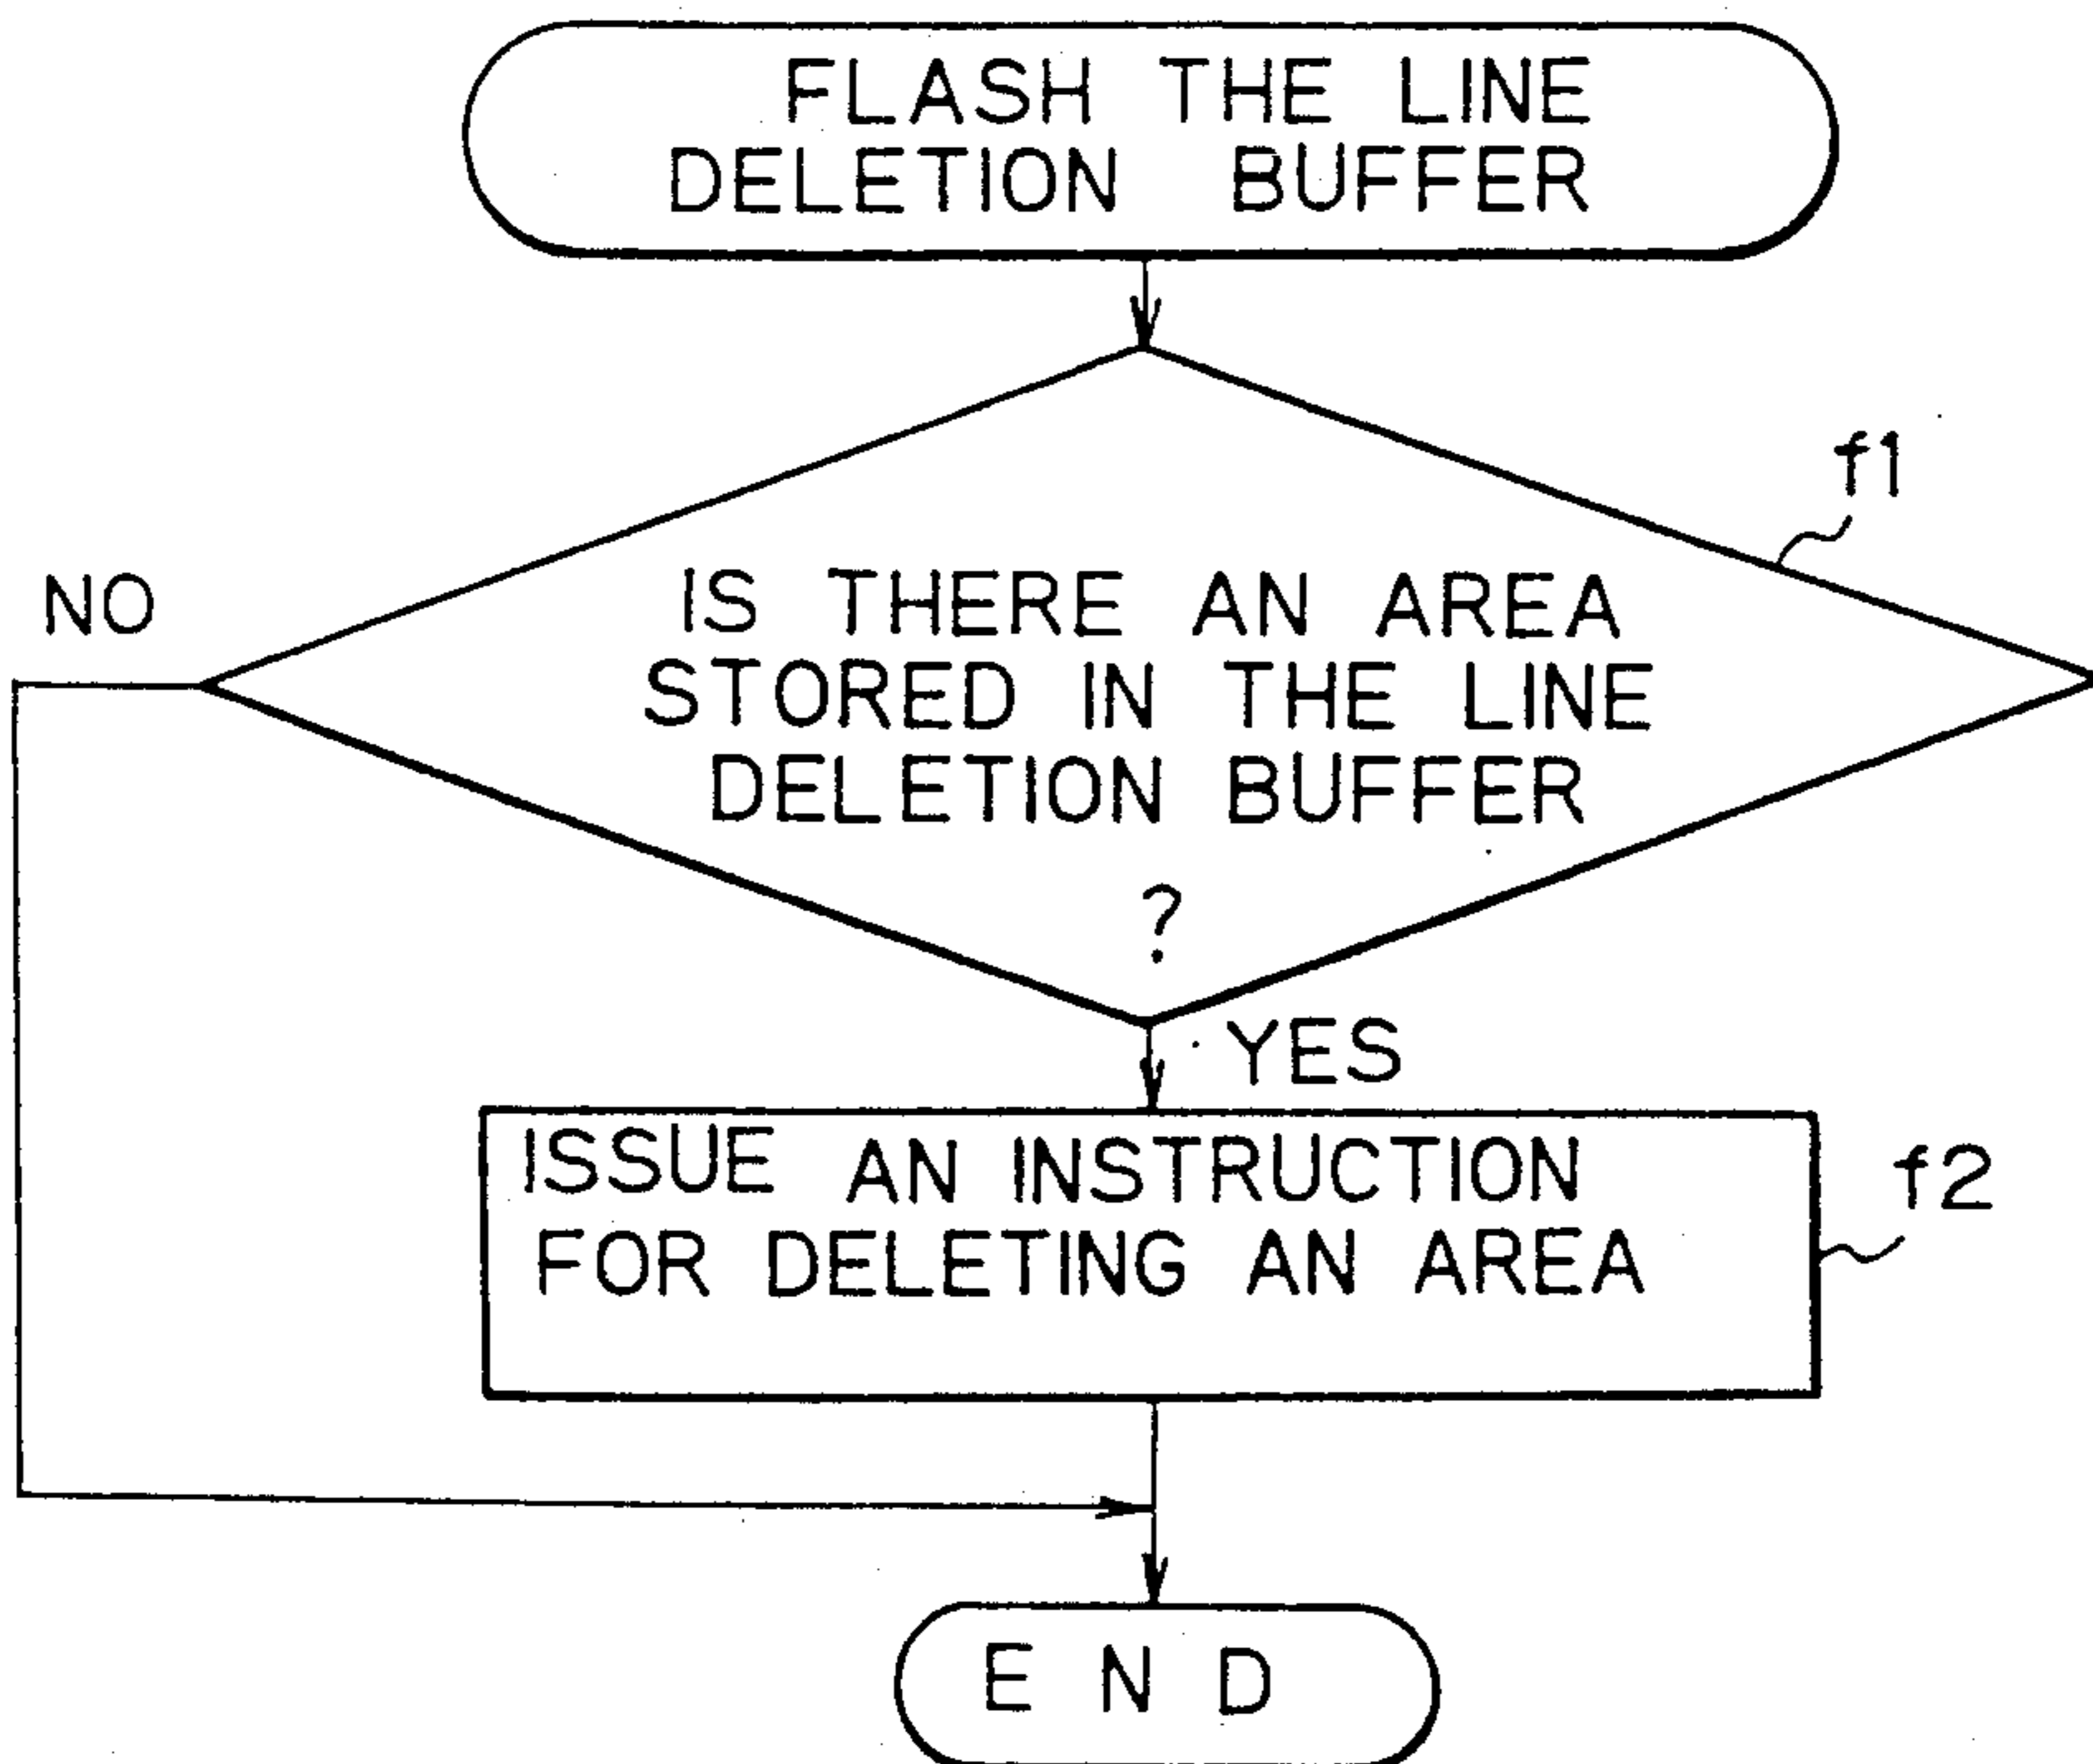 FLASH THE LINE
DELETION BUFFER
f1
NO
IS THERE AN AREA
STORED IN THE LINE
DELETION BUFFER
?
YES
ISSUE AN INSTRUCTION
FOR DELETING AN AREA
f2
END